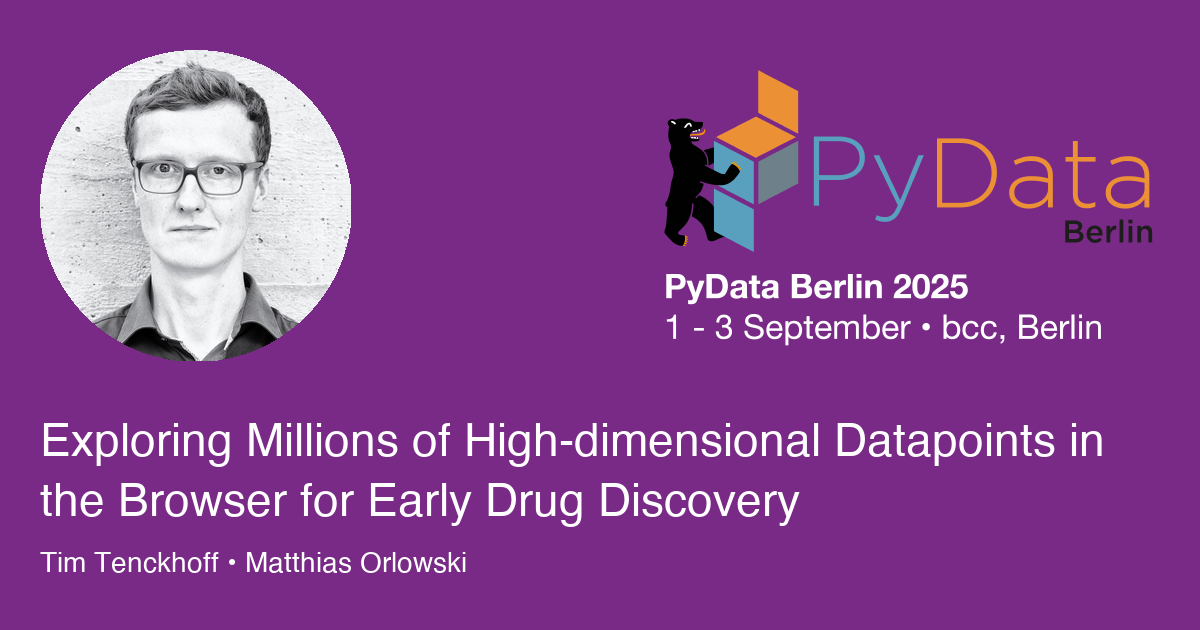 PyData
Berlin
PyData Berlin 2025
1 - 3 September • bcc, Berlin
Exploring Millions of High-dimensional Datapoints in
the Browser for Early Drug Discovery
Tim Tenckhoff • Matthias Orlowski